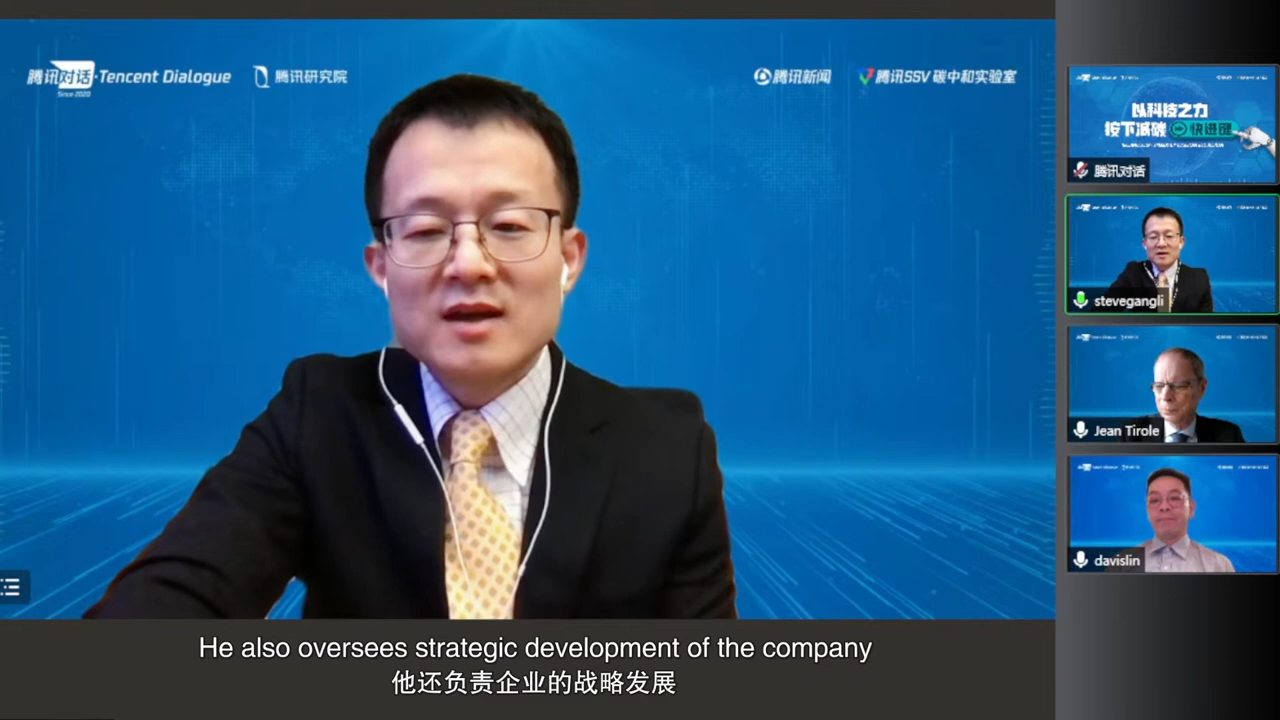 腾讯对话·Tencent Dialogue
Since 2020
腾讯研究院
腾讯新闻
腾讯SSV 碳中和实验室
以科技之力
按下减碳 快进键
腾讯对话
stevegangli
Jean Tirole
davislin
He also oversees strategic development of the company
他还负责企业的战略发展